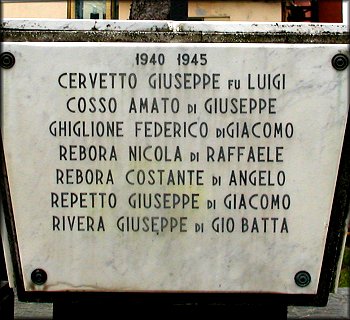 1940 1945
CERVETTO GIUSEPPE FU LUIGI
COSSO AMATO DI GIUSEPPE
GHIGLIONE FEDERICO DI GIACOMO
REBORA NICOLA DI RAFFAELE
REBORA COSTANTE DI ANGELO
REPETTO GIUSEPPE DI GIACOMO
RIVERA GIUSEPPE DI GIO BATTA